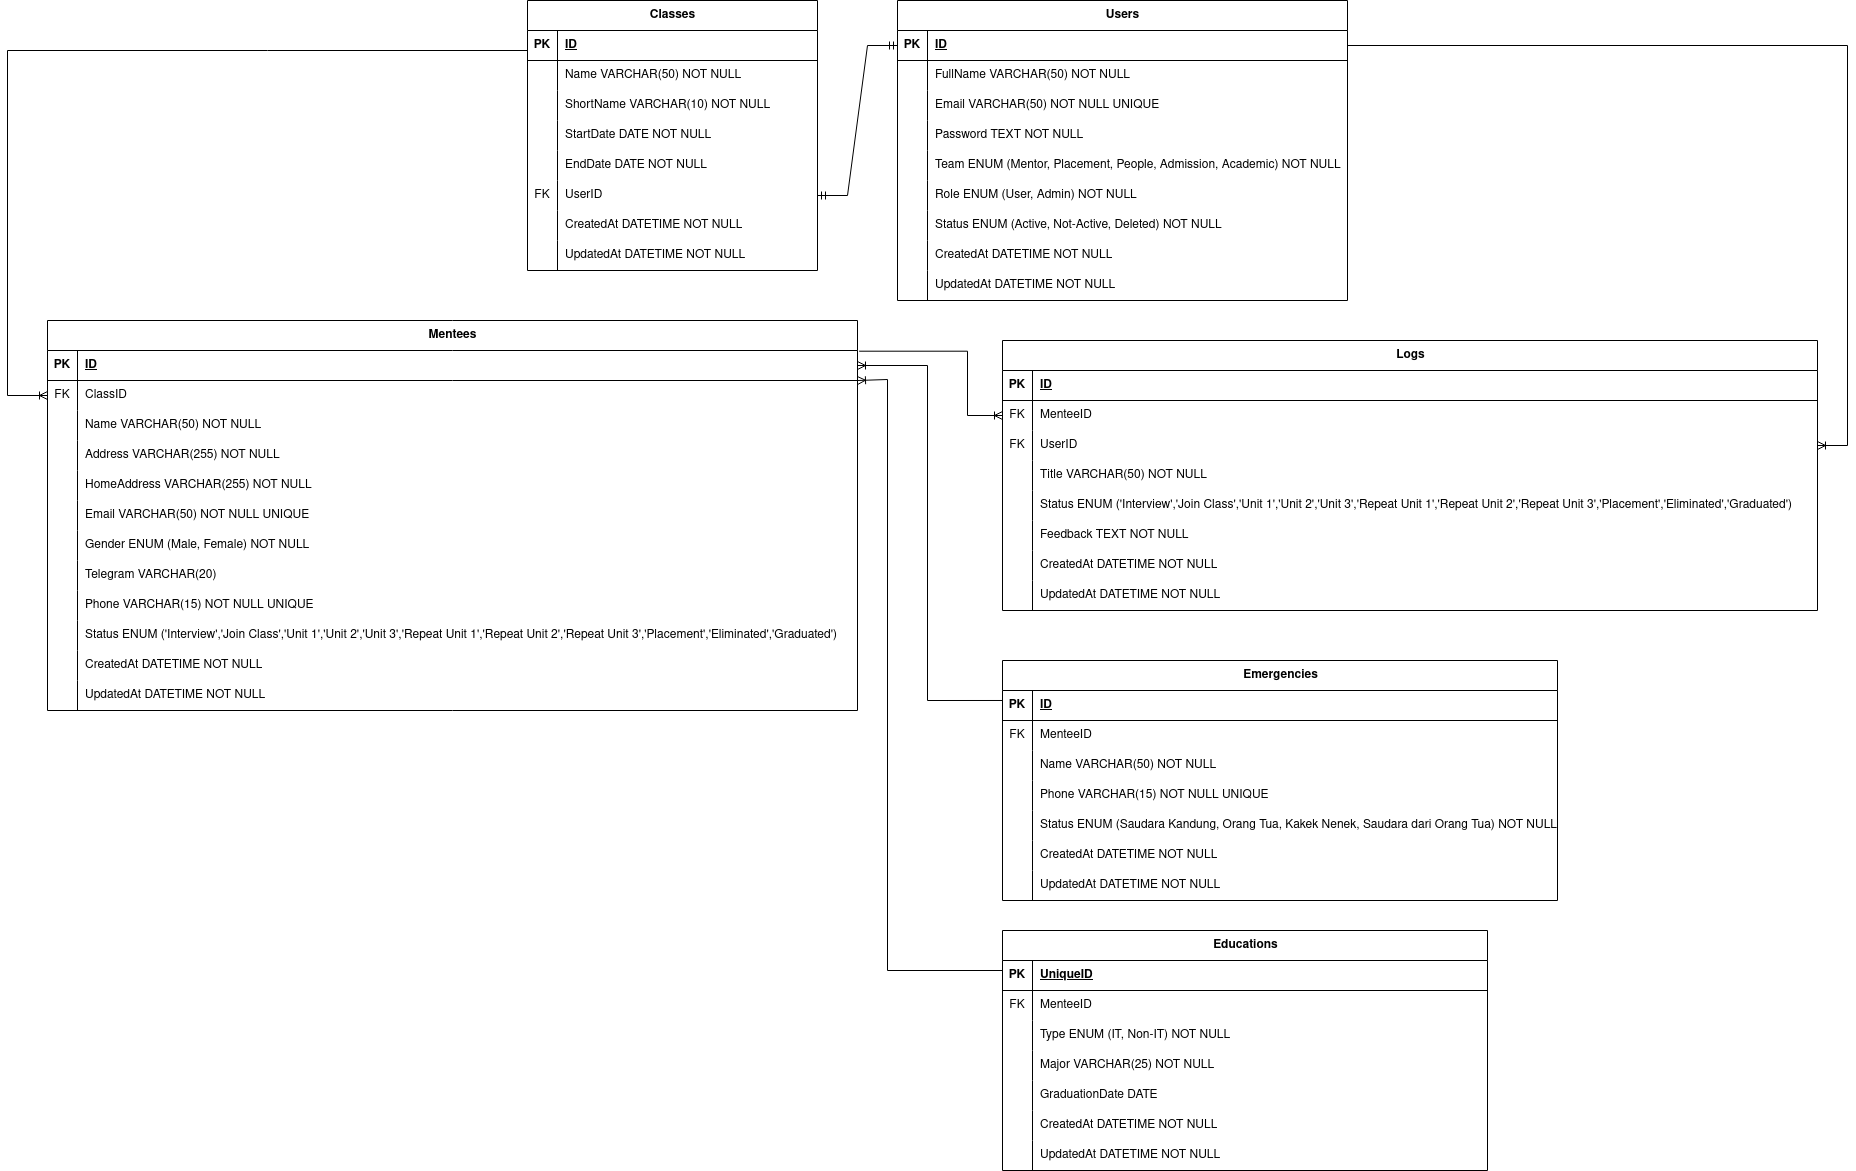 Classes
PK ID
Name VARCHAR(50) NOT NULL
ShortName VARCHAR(10) NOT NULL
StartDate DATE NOT NULL
EndDate DATE NOT NULL
FK UserID
CreatedAt DATETIME NOT NULL
UpdatedAt DATETIME NOT NULL
Users
PK ID
FullName VARCHAR(50) NOT NULL
Email VARCHAR(50) NOT NULL UNIQUE
Password TEXT NOT NULL
Team ENUM (Mentor, Placement, People, Admission, Academic) NOT NULL
Role ENUM (User, Admin) NOT NULL
Status ENUM (Active, Not-Active, Deleted) NOT NULL
CreatedAt DATETIME NOT NULL
UpdatedAt DATETIME NOT NULL
Mentees
PK ID
FK ClassID
Name VARCHAR(50) NOT NULL
Address VARCHAR(255) NOT NULL
HomeAddress VARCHAR(255) NOT NULL
Email VARCHAR(50) NOT NULL UNIQUE
Gender ENUM (Male, Female) NOT NULL
Telegram VARCHAR(20)
Phone VARCHAR(15) NOT NULL UNIQUE
Status ENUM ('Interview','Join Class','Unit 1','Unit 2','Unit 3','Repeat Unit 1','Repeat Unit 2','Repeat Unit 3','Placement','Eliminated','Graduated')
CreatedAt DATETIME NOT NULL
UpdatedAt DATETIME NOT NULL
Logs
PK ID
FK MenteeID
FK UserID
Title VARCHAR(50) NOT NULL
Status ENUM ('Interview','Join Class','Unit 1','Unit 2','Unit 3','Repeat Unit 1','Repeat Unit 2','Repeat Unit 3','Placement','Eliminated','Graduated')
Feedback TEXT NOT NULL
CreatedAt DATETIME NOT NULL
UpdatedAt DATETIME NOT NULL
Emergencies
PK ID
FK MenteeID
Name VARCHAR(50) NOT NULL
Phone VARCHAR(15) NOT NULL UNIQUE
Status ENUM (Saudara Kandung, Orang Tua, Kakek Nenek, Saudara dari Orang Tua) NOT NULL
CreatedAt DATETIME NOT NULL
UpdatedAt DATETIME NOT NULL
Educations
PK UniqueID
FK MenteeID
Type ENUM (IT, Non-IT) NOT NULL
Major VARCHAR(25) NOT NULL
GraduationDate DATE
CreatedAt DATETIME NOT NULL
UpdatedAt DATETIME NOT NULL